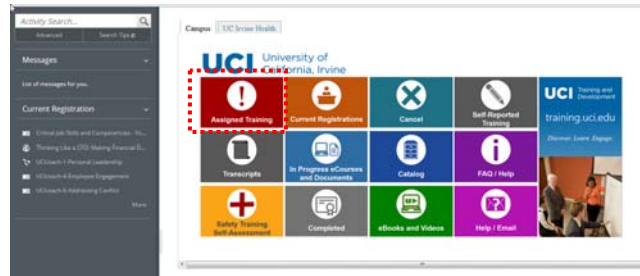 Activity Search...
Advanced Search Tips
Messages
List of messages for you.
Current Registration
Critical Job Skills and Competencies - Yo...
Thinking Like a CFO: Making Financial D...
UCIcoach-1-Personal Leadership
UCIcoach-4-Employee Engagement
UCIcoach-6-Addressing Conflict
More
Campus UC Irvine Health
UCI University of
California, Irvine
Assigned Training
Current Registrations
Cancel
Self-Reported
Training
Transcripts
In Progress eCourses
and Documents
Catalog
FAQ / Help
Safety Training
Self-Assessment
Completed
eBooks and Videos
Help / Email
UCI Training and
Development
training.uci.edu
Discover. Learn. Engage.